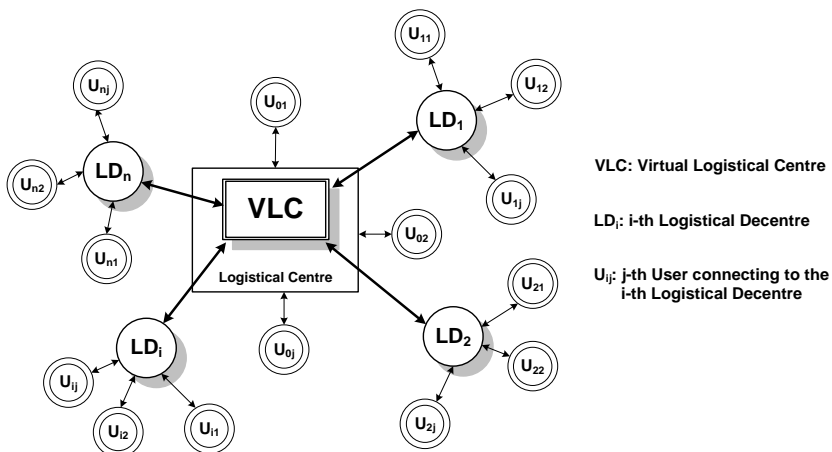 U11
Unj
U01
U12
LD1
LDn
VLC: Virtual Logistical Centre
Un2
VLC
U1j
LDi: i-th Logistical Decentre
U02
Un1
Logistical Centre
Uij: j-th User connecting to the
i-th Logistical Decentre
U21
LDi
U0j
LD2
U22
Uij
U2j
Ui2
Ui1